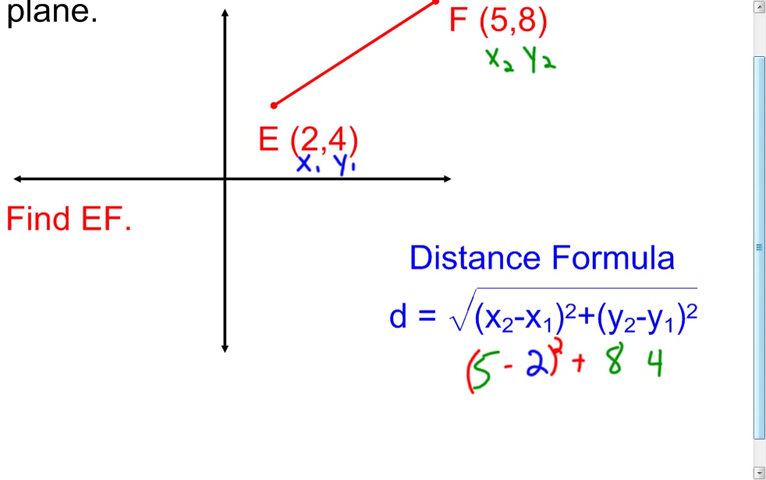 plane.
F (5,8)
x₂ y₂
E (2,4)
x₁ y₁
Find EF.
Distance Formula
d = √(x₂-x₁)²+(y₂-y₁)²
(5 - 2)² + 8 4